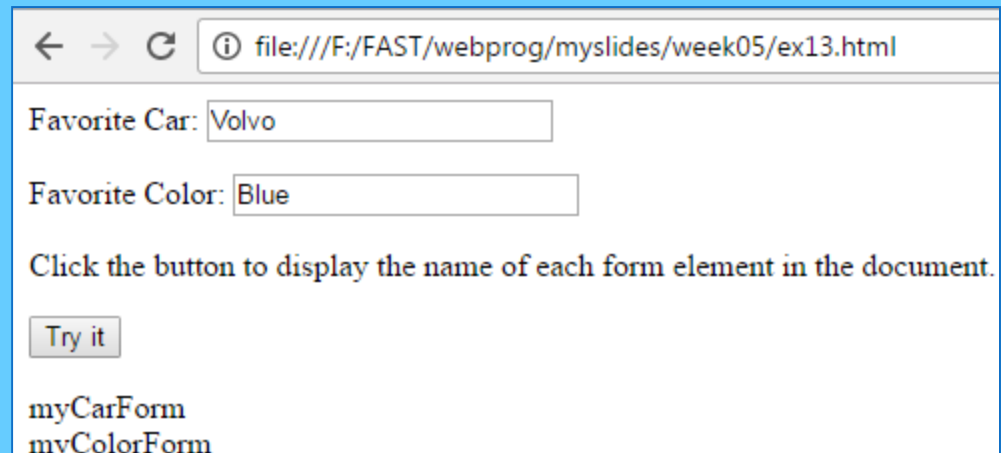 file:///F:/FAST/webprog/myslides/week05/ex13.html
Favorite Car: Volvo
Favorite Color: Blue
Click the button to display the name of each form element in the document.
Try it
myCarForm
myColorForm